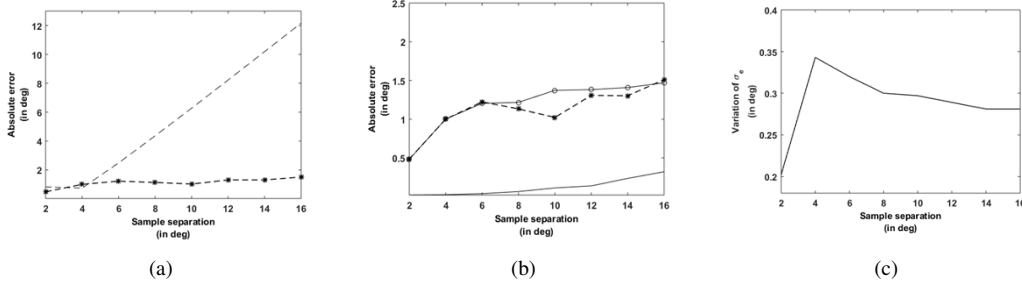 12
10
8
6
4
2
2 4 6 8 10 12 14 16
Absolute error
(in deg)
Sample separation
(in deg)
(a)
2.5
2
1.5
1
0.5
2 4 6 8 10 12 14 16
Absolute error
(in deg)
Sample separation
(in deg)
(b)
0.4
0.35
0.3
0.25
0.2
2 4 6 8 10 12 14 16
Variation of σe
(in deg)
Sample separation
(in deg)
(c)